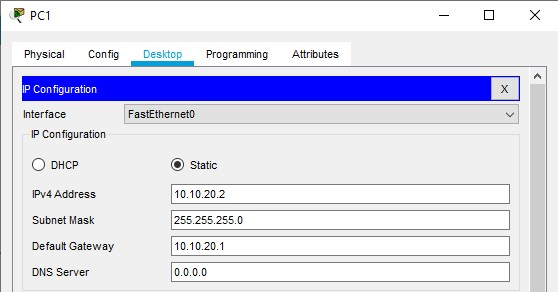 PC1
Physical Config Desktop Programming Attributes
IP Configuration X
Interface FastEthernet0
IP Configuration
DHCP Static
IPv4 Address 10.10.20.2
Subnet Mask 255.255.255.0
Default Gateway 10.10.20.1
DNS Server 0.0.0.0